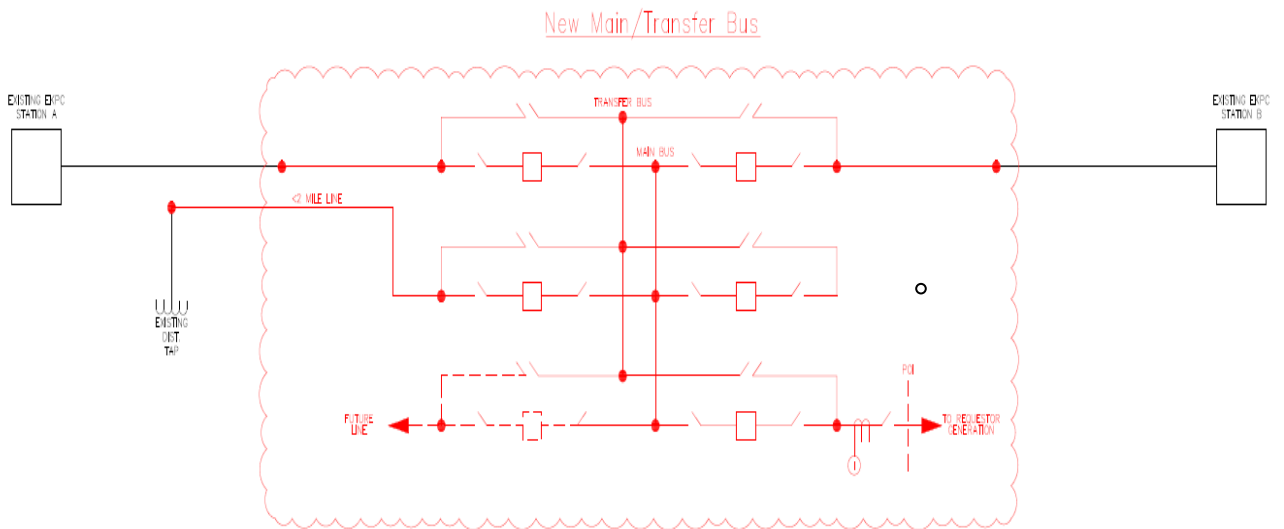 New Main/Transfer Bus
EXISTING EKPC
STATION A
EXISTING EKPC
STATION B
TRANSFER BUS
MAIN BUS
<2 MILE LINE
EXISTING
DIST.
TAP
POI
FUTURE
LINE
TO REQUESTOR
GENERATION